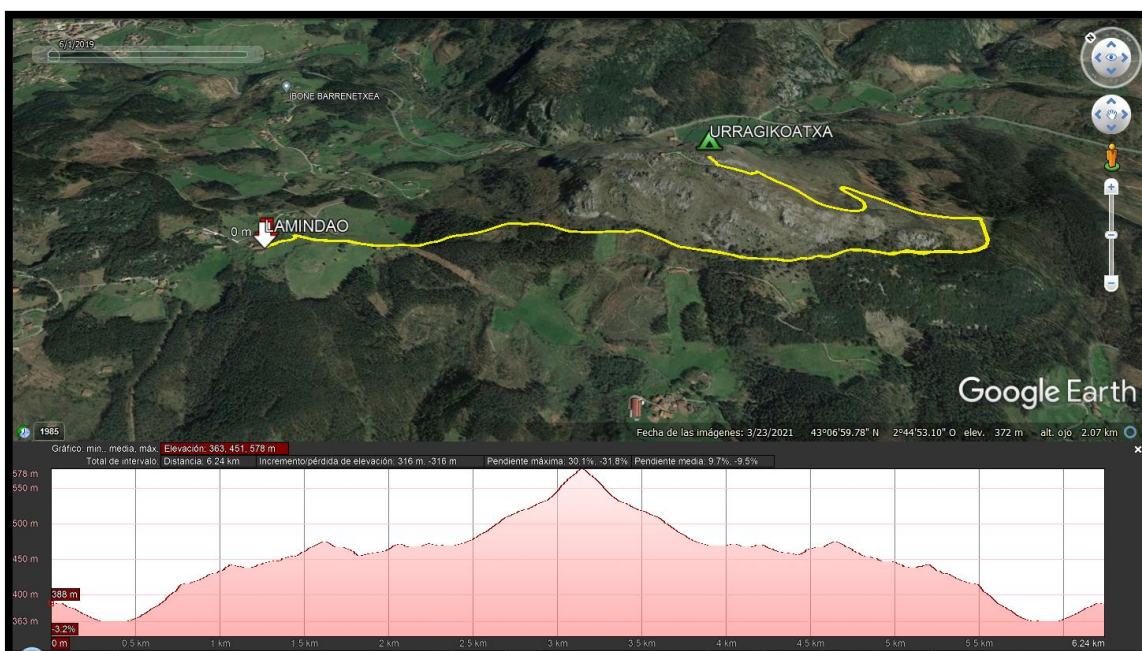 6/1/2019
IBONE BARRENETXEA
URRAGIKOATXA
0 m
LAMINDAO
Google Earth
1985
Fecha de las imágenes: 3/23/2021 43°06'59.78" N 2°44'53.10" O elev. 372 m alt. ojo 2.07 km
Gráfico: mín., media, máx. Elevación: 363, 451, 578 m
Total de intervalo: Distancia: 6.24 km Incremento/pérdida de elevación: 316 m, -316 m Pendiente máxima: 30.1%, -31.8% Pendiente media: 9.7%, -9.5%
578 m
550 m
500 m
450 m
400 m
388 m
363 m
-3.2%
0 m 0.5 km 1 km 1.5 km 2 km 2.5 km 3 km 3.5 km 4 km 4.5 km 5 km 5.5 km 6.24 km